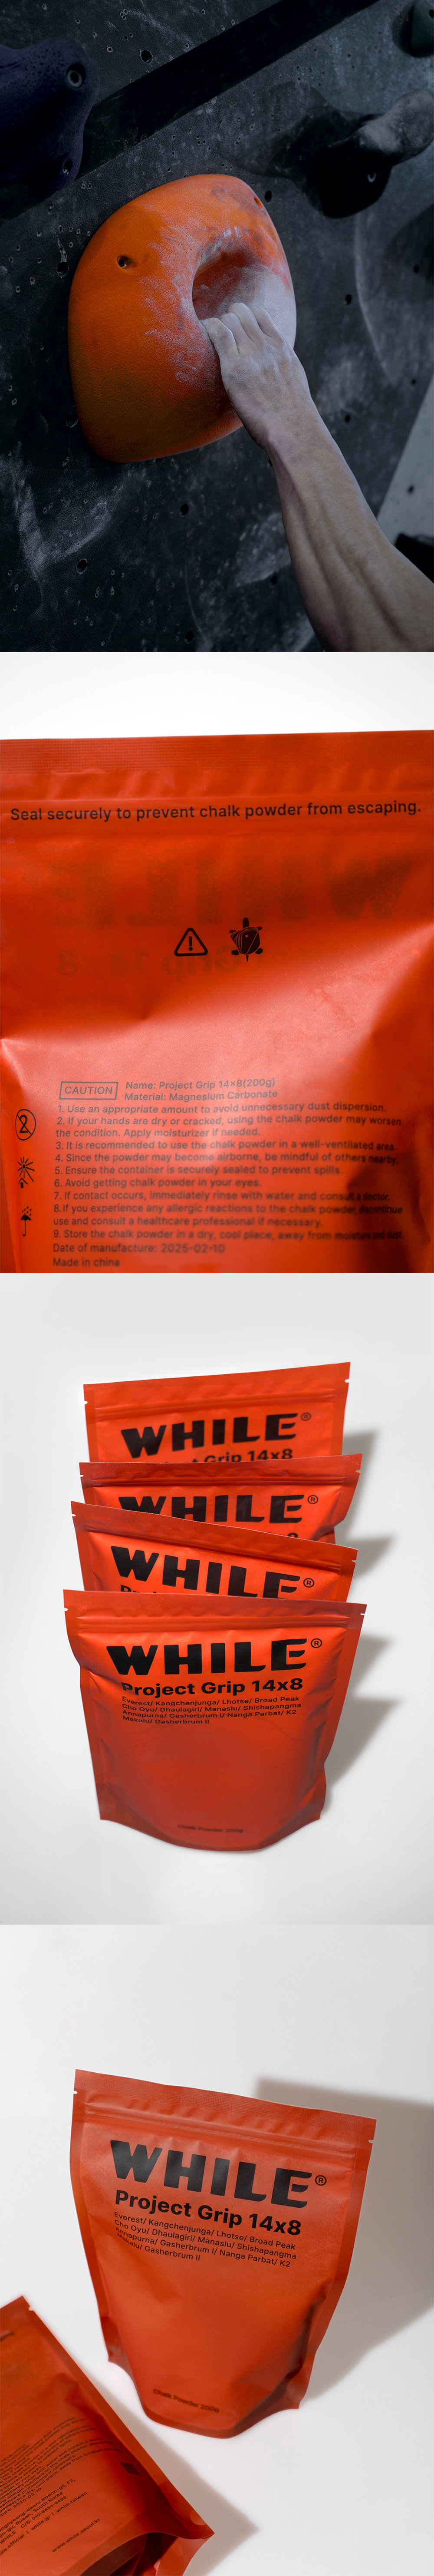 Seal securely to prevent chalk powder from escaping.
CAUTION
Name: Project Grip 14×8(200g)
Material: Magnesium Carbonate
1. Use an appropriate amount to avoid unnecessary dust dispersion.
2. If your hands are dry or cracked, using the chalk powder may worsen
the condition. Apply moisturizer if needed.
3. It is recommended to use the chalk powder in a well-ventilated area.
4. Since the powder may become airborne, be mindful of others nearby.
5. Ensure the container is securely sealed to prevent spills.
6. Avoid getting chalk powder in your eyes.
7. If contact occurs, immediately rinse with water and consult a doctor.
8. If you experience any allergic reactions to the chalk powder, discontinue
use and consult a healthcare professional if necessary.
9. Store the chalk powder in a dry, cool place, away from moisture and
Date of manufacture: 2025-02-10
Made in china
WHILE®
Grip 14x8
WHILE®
WHILE®
WHILE®
Project Grip 14x8
Everest/ Kangchenjunga/ Lhotse/ Broad Peak
Cho Oyu/ Dhaulagiri/ Manaslu/ Shishapangma
Annapurna/ Gasherbrum I/ Nanga Parbat/ K2
Makalu/ Gasherbrum II
Chalk Powder 200g
WHILE®
Project Grip 14x8
Everest/ Kangchenjunga/ Lhotse/ Broad Peak
Cho Oyu/ Dhaulagiri/ Manaslu/ Shishapangma
Annapurna/ Gasherbrum I/ Nanga Parbat/ K2
Makalu/ Gasherbrum II
Chalk Powder 200g